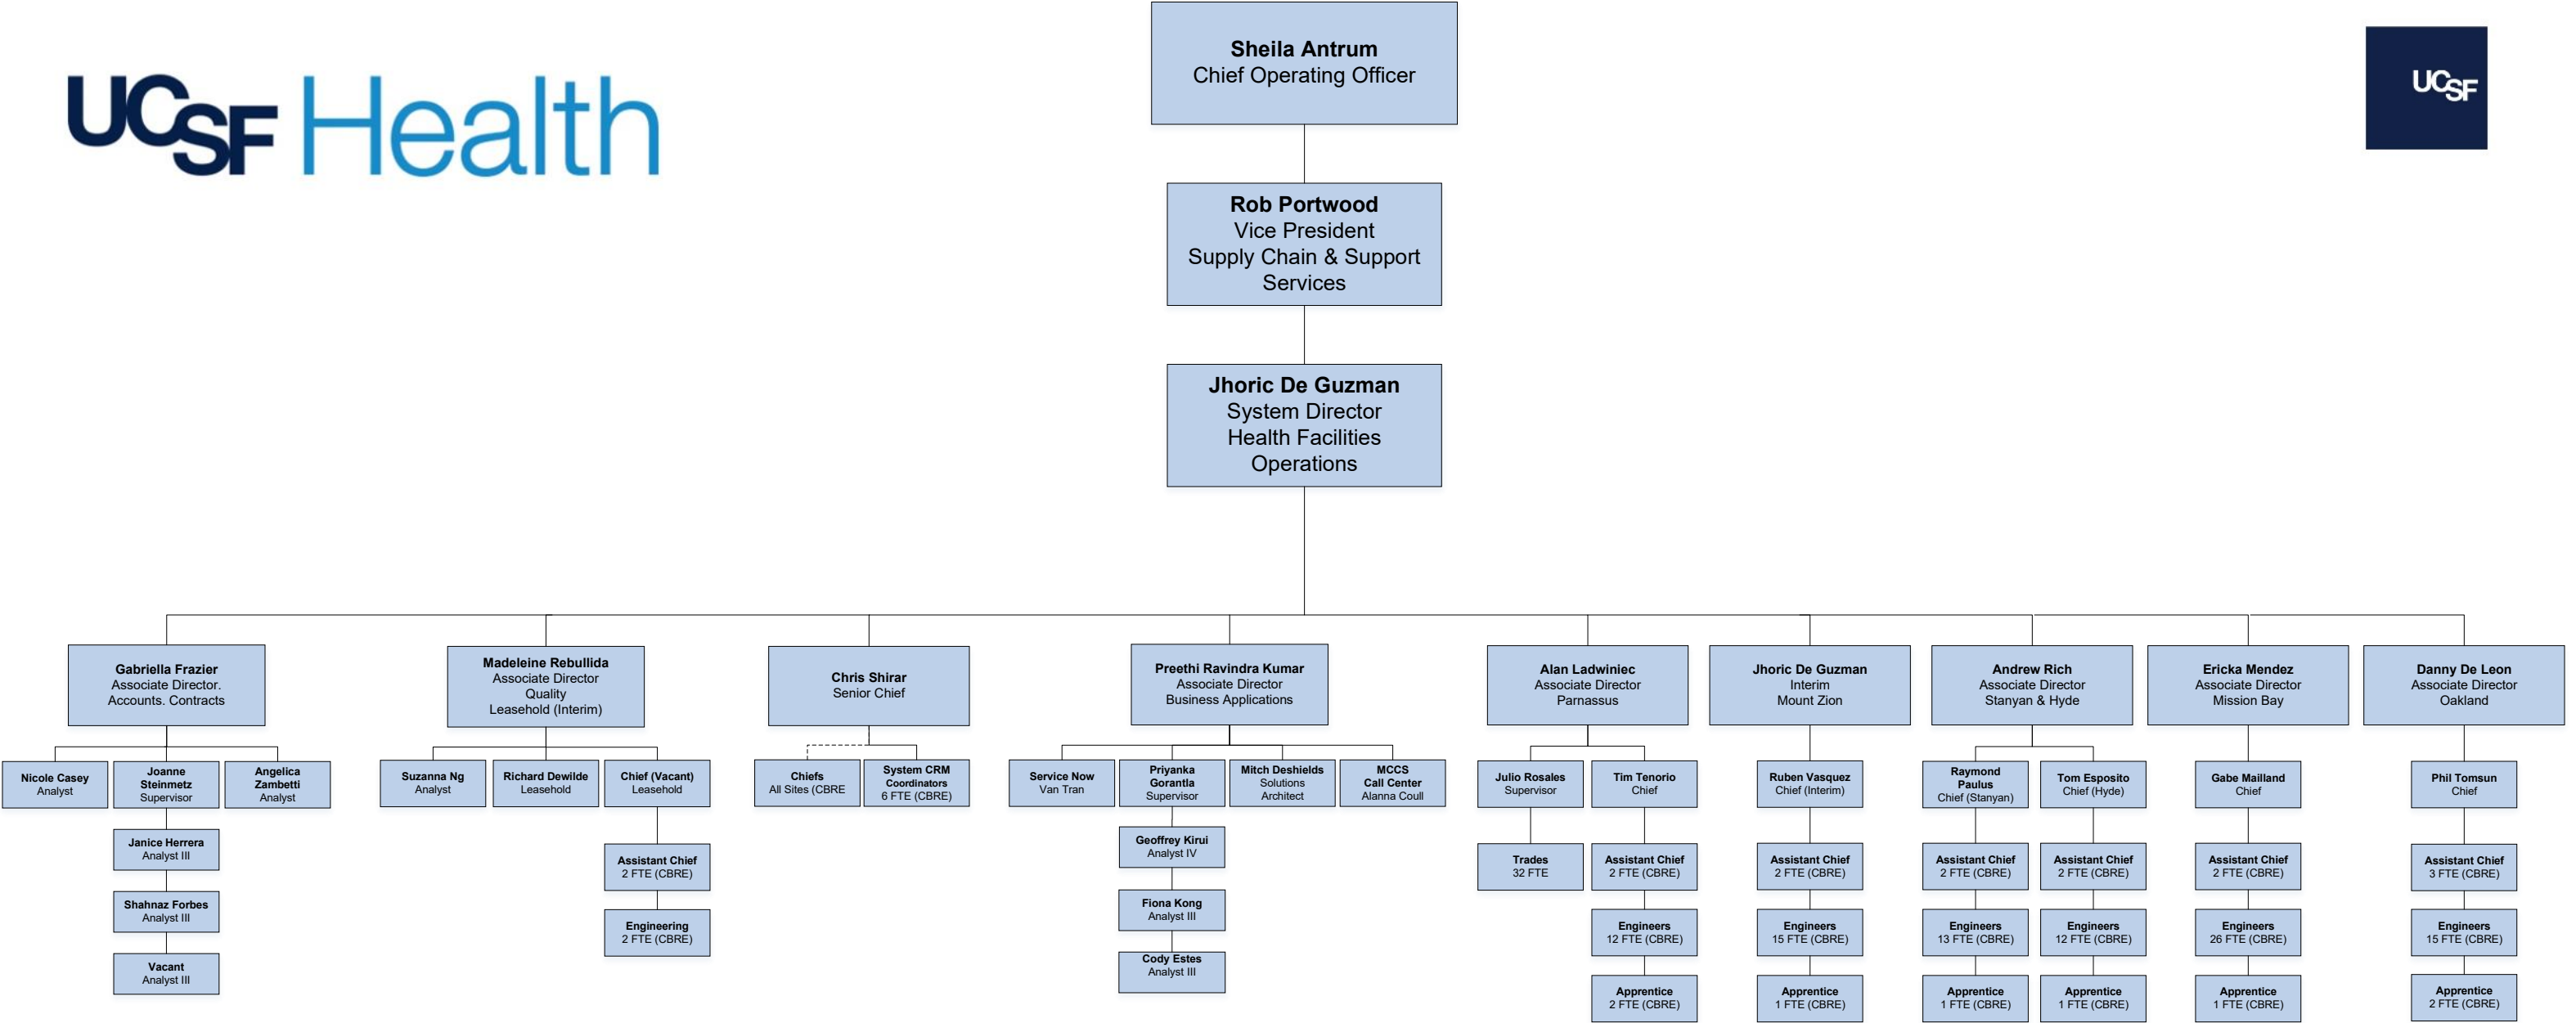 UCSF Health
UCSF
Sheila Antrum
Chief Operating Officer
Rob Portwood
Vice President
Supply Chain & Support
Services
Jhoric De Guzman
System Director
Health Facilities
Operations
Gabriella Frazier
Associate Director.
Accounts. Contracts
Nicole Casey
Analyst
Joanne
Steinmetz
Supervisor
Angelica
Zambetti
Analyst
Janice Herrera
Analyst III
Shahnaz Forbes
Analyst III
Vacant
Analyst III
Madeleine Rebullida
Associate Director
Quality
Leasehold (Interim)
Suzanna Ng
Analyst
Richard Dewilde
Leasehold
Chief (Vacant)
Leasehold
Assistant Chief
2 FTE (CBRE)
Engineering
2 FTE (CBRE)
Chris Shirar
Senior Chief
Chiefs
All Sites (CBRE
System CRM
Coordinators
6 FTE (CBRE)
Preethi Ravindra Kumar
Associate Director
Business Applications
Service Now
Van Tran
Priyanka
Gorantla
Supervisor
Mitch Deshields
Solutions
Architect
MCCS
Call Center
Alanna Coull
Geoffrey Kirui
Analyst IV
Fiona Kong
Analyst III
Cody Estes
Analyst III
Alan Ladwiniec
Associate Director
Parnassus
Julio Rosales
Supervisor
Trades
32 FTE
Tim Tenorio
Chief
Assistant Chief
2 FTE (CBRE)
Engineers
12 FTE (CBRE)
Apprentice
2 FTE (CBRE)
Jhoric De Guzman
Interim
Mount Zion
Ruben Vasquez
Chief (Interim)
Assistant Chief
2 FTE (CBRE)
Engineers
15 FTE (CBRE)
Apprentice
1 FTE (CBRE)
Andrew Rich
Associate Director
Stanyan & Hyde
Raymond
Paulus
Chief (Stanyan)
Assistant Chief
2 FTE (CBRE)
Engineers
13 FTE (CBRE)
Apprentice
1 FTE (CBRE)
Tom Esposito
Chief (Hyde)
Assistant Chief
2 FTE (CBRE)
Engineers
12 FTE (CBRE)
Apprentice
1 FTE (CBRE)
Ericka Mendez
Associate Director
Mission Bay
Gabe Mailland
Chief
Assistant Chief
2 FTE (CBRE)
Engineers
26 FTE (CBRE)
Apprentice
1 FTE (CBRE)
Danny De Leon
Associate Director
Oakland
Phil Tomsun
Chief
Assistant Chief
3 FTE (CBRE)
Engineers
15 FTE (CBRE)
Apprentice
2 FTE (CBRE)